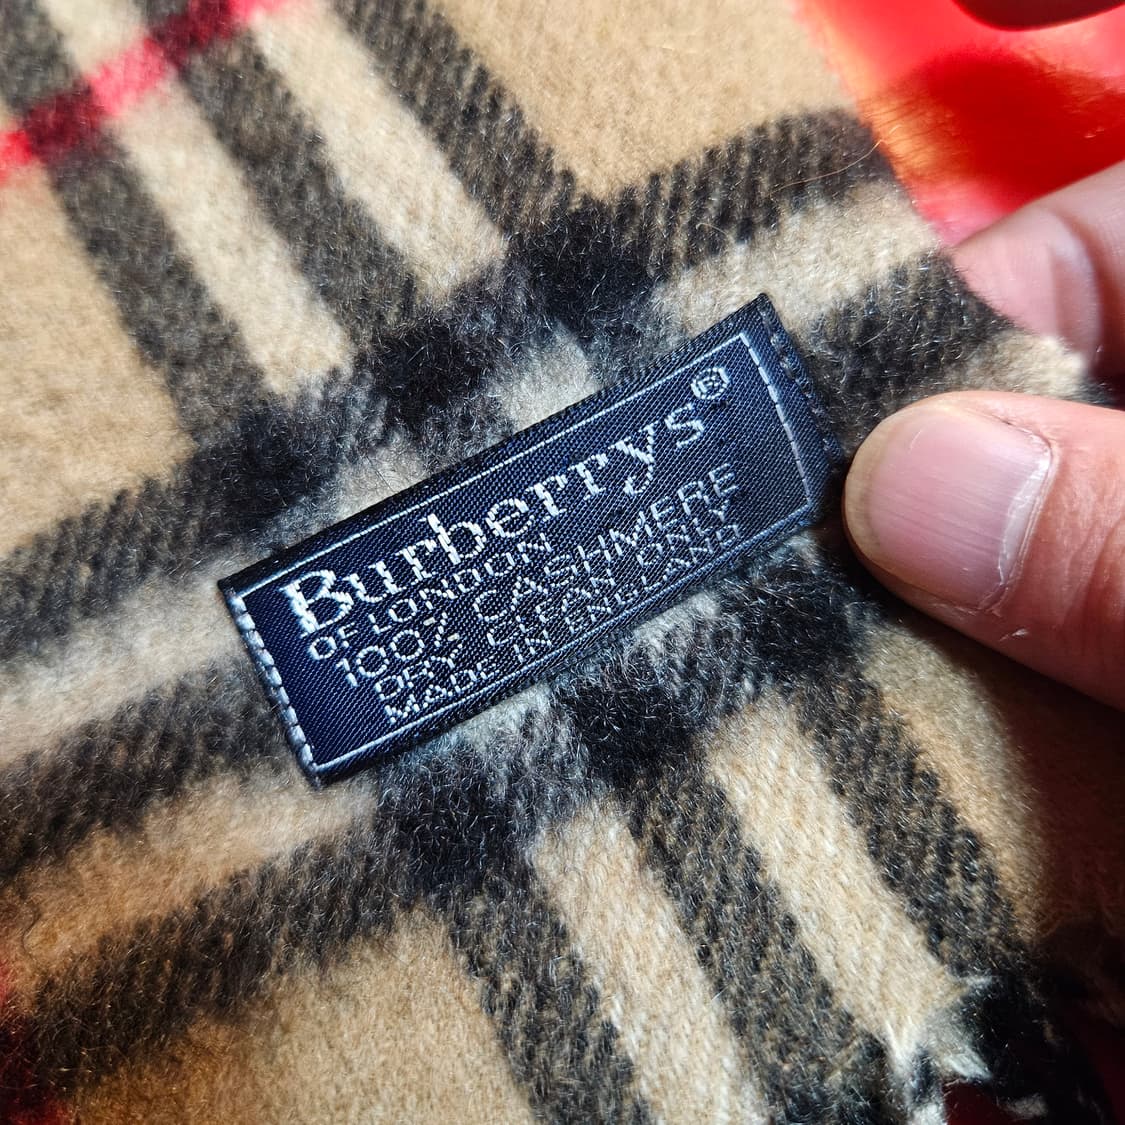 Burberrys®
OF LONDON
100% CASHMERE
DRY CLEAN ONLY
MADE IN ENGLAND